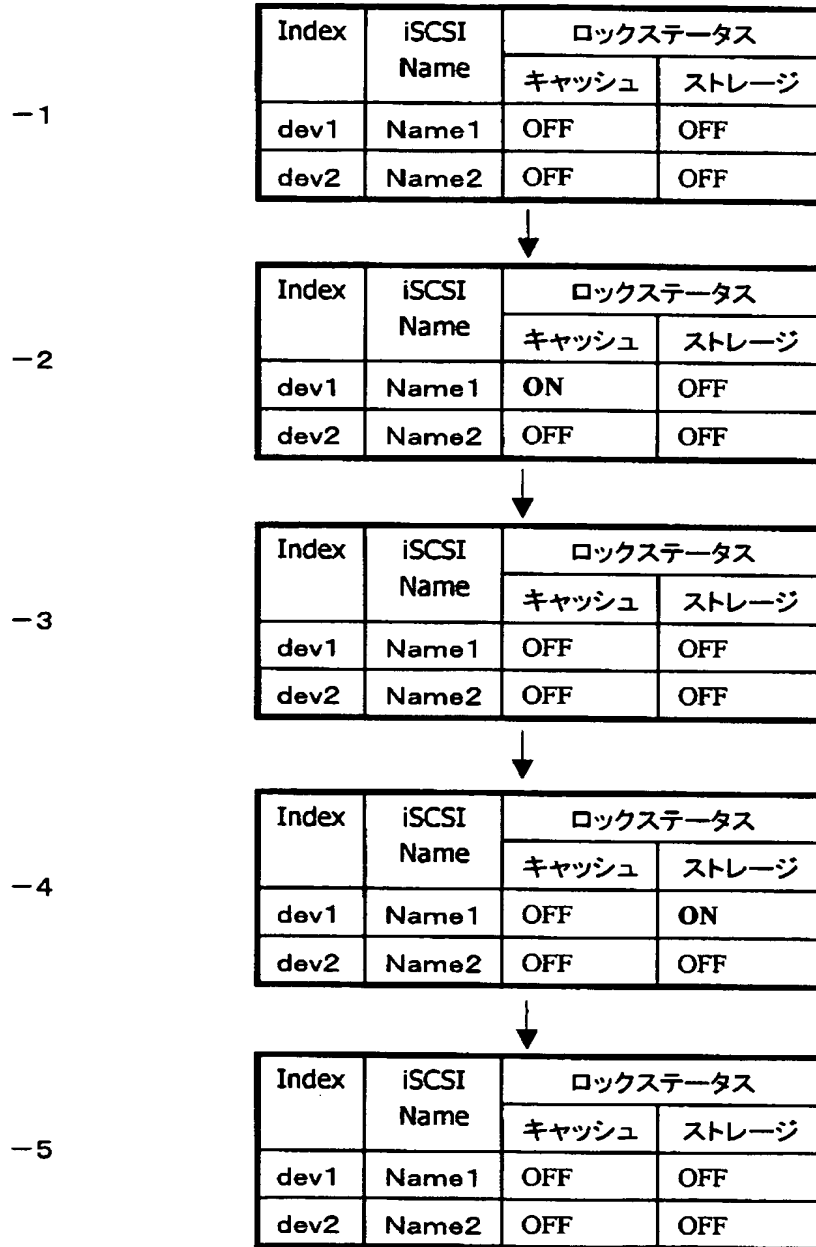 Index iSCSI Name ロックステータス
キャッシュ ストレージ
－1
dev1 Name1 OFF OFF
dev2 Name2 OFF OFF
Index iSCSI Name ロックステータス
キャッシュ ストレージ
－2
dev1 Name1 ON OFF
dev2 Name2 OFF OFF
Index iSCSI Name ロックステータス
キャッシュ ストレージ
－3
dev1 Name1 OFF OFF
dev2 Name2 OFF OFF
Index iSCSI Name ロックステータス
キャッシュ ストレージ
－4
dev1 Name1 OFF ON
dev2 Name2 OFF OFF
Index iSCSI Name ロックステータス
キャッシュ ストレージ
－5
dev1 Name1 OFF OFF
dev2 Name2 OFF OFF